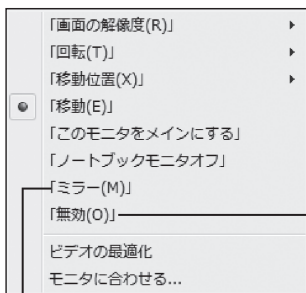 「画面の解像度(R)」
「回転(T)」
「移動位置(X)」
「移動(E)」
「このモニタをメインにする」
「ノートブックモニタオフ」
「ミラー(M)」
「無効(O)」
ビデオの最適化
モニタに合わせる...